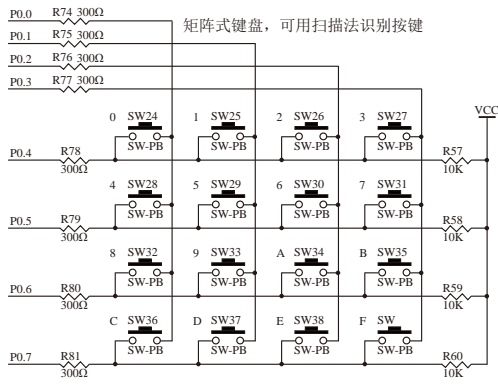 P0.0 R74 300Ω
矩阵式键盘，可用扫描法识别按键
P0.1 R75 300Ω
P0.2 R76 300Ω
P0.3 R77 300Ω
VCC
0 SW24 1 SW25 2 SW26 3 SW27
SW-PB SW-PB SW-PB SW-PB
P0.4 R78 300Ω R57 10K
4 SW28 5 SW29 6 SW30 7 SW31
SW-PB SW-PB SW-PB SW-PB
P0.5 R79 300Ω R58 10K
8 SW32 9 SW33 A SW34 B SW35
SW-PB SW-PB SW-PB SW-PB
P0.6 R80 300Ω R59 10K
C SW36 D SW37 E SW38 F SW
SW-PB SW-PB SW-PB SW-PB
P0.7 R81 300Ω R60 10K